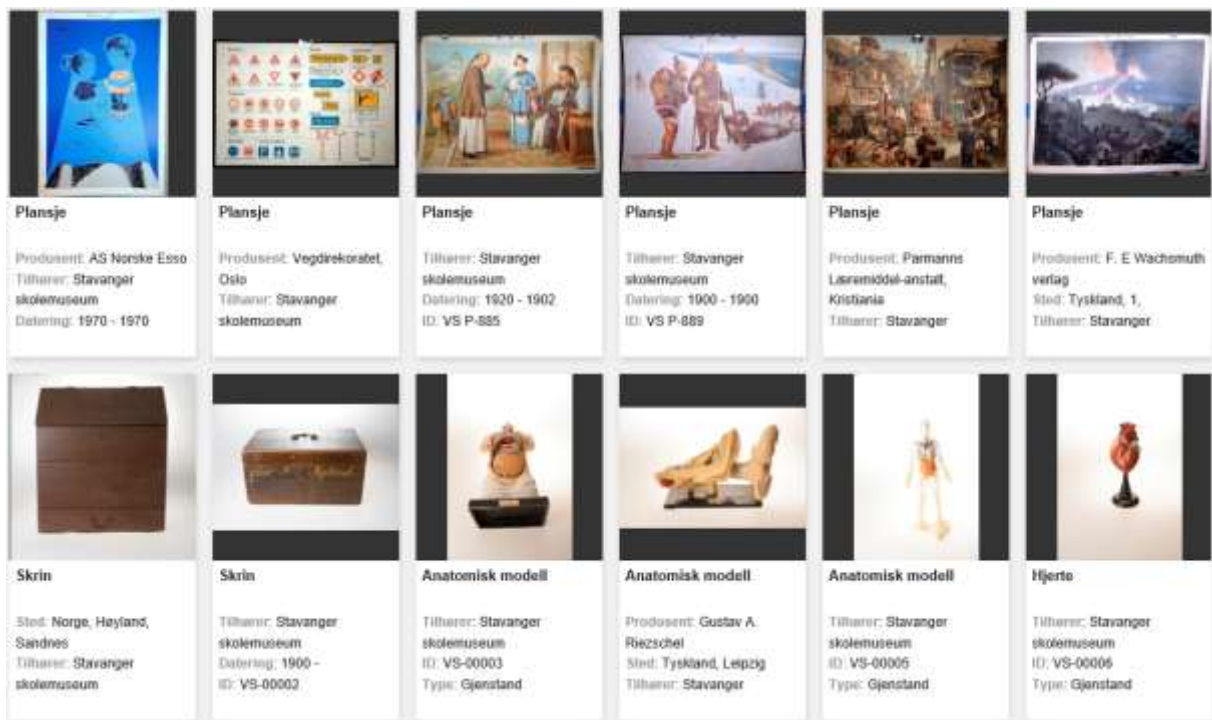 Plansje
Produsent: AS Norske Esso
Tilhører: Stavanger
skolemuseum
Datering: 1970 - 1970
Plansje
Produsent: Vegdirekoratet,
Oslo
Tilhører: Stavanger
skolemuseum
Plansje
Tilhører: Stavanger
skolemuseum
Datering: 1920 - 1902
ID: VS P-885
Plansje
Tilhører: Stavanger
skolemuseum
Datering: 1900 - 1900
ID: VS P-889
Plansje
Produsent: Parmanns
Læremiddel-anstalt,
Kristiania
Tilhører: Stavanger
Plansje
Produsent: F. E Wachsmuth
verlag
Sted: Tyskland, 1,
Tilhører: Stavanger
Skrin
Sted: Norge, Høyland,
Sandnes
Tilhører: Stavanger
skolemuseum
Skrin
Tilhører: Stavanger
skolemuseum
Datering: 1900 -
ID: VS-00002
Anatomisk modell
Tilhører: Stavanger
skolemuseum
ID: VS-00003
Type: Gjenstand
Anatomisk modell
Produsent: Gustav A.
Riezschel
Sted: Tyskland, Leipzig
Tilhører: Stavanger
Anatomisk modell
Tilhører: Stavanger
skolemuseum
ID: VS-00005
Type: Gjenstand
Hjerte
Tilhører: Stavanger
skolemuseum
ID: VS-00006
Type: Gjenstand